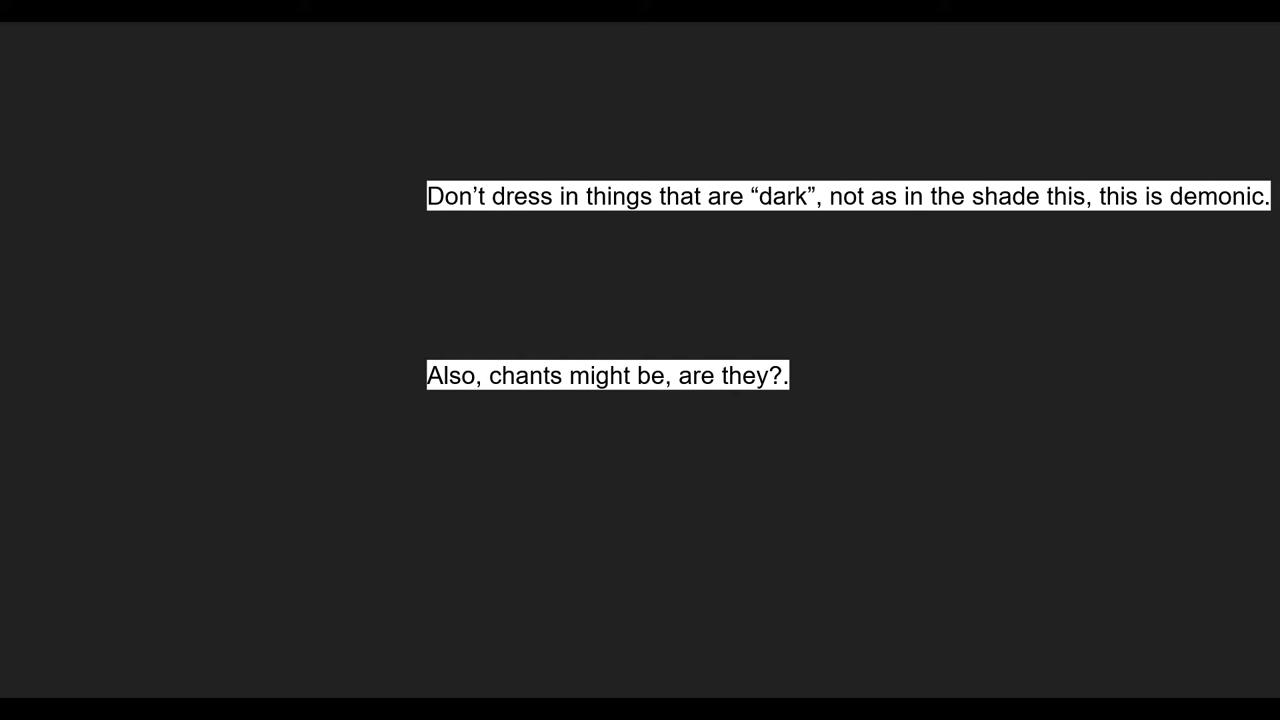 Don’t dress in things that are “dark”, not as in the shade this, this is demonic.
Also, chants might be, are they?.